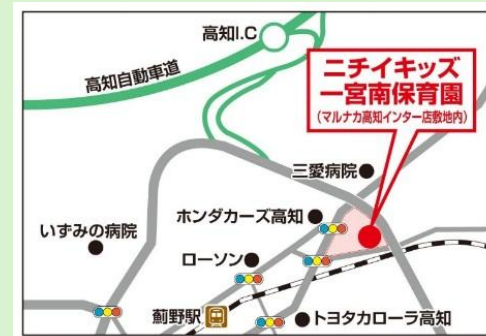 高知I.C
高知自動車道
ニチイキッズ
一宮南保育園
(マルナカ高知インター店敷地内)
三愛病院
ホンダカーズ高知
いずみの病院
ローソン
薊野駅
トヨタカローラ高知